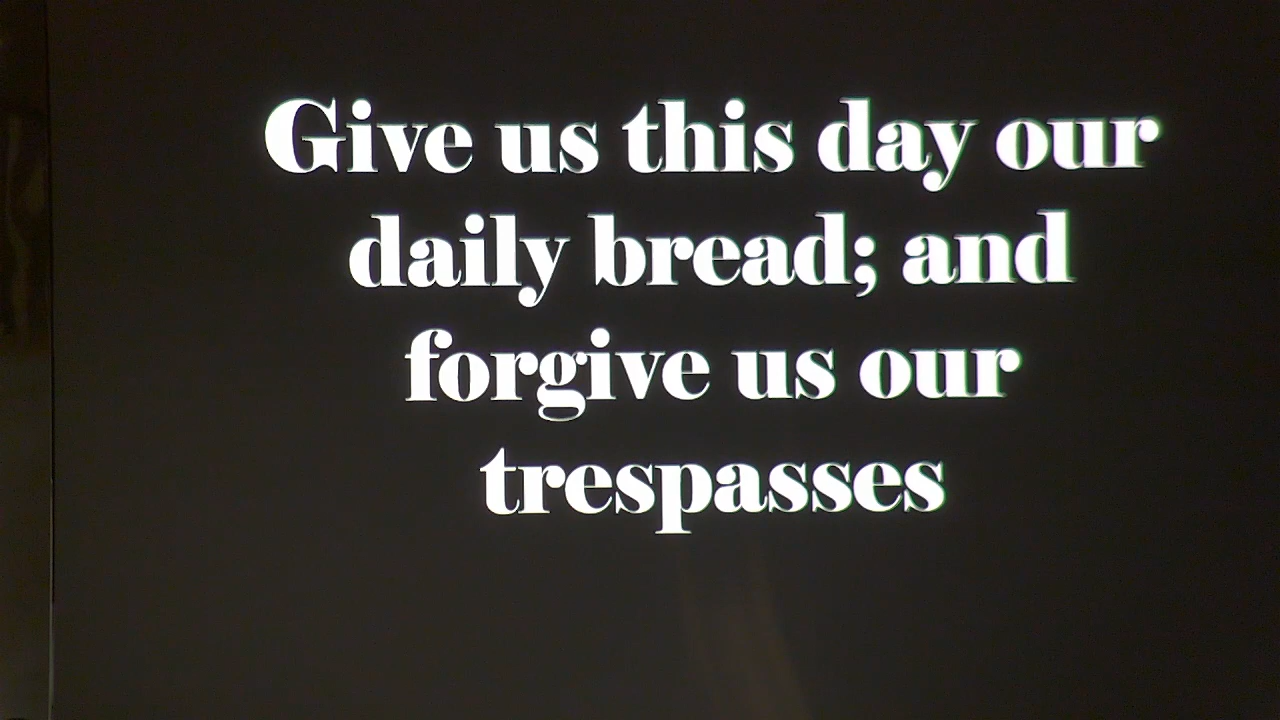 Give us this day our
daily bread; and
forgive us our
trespasses